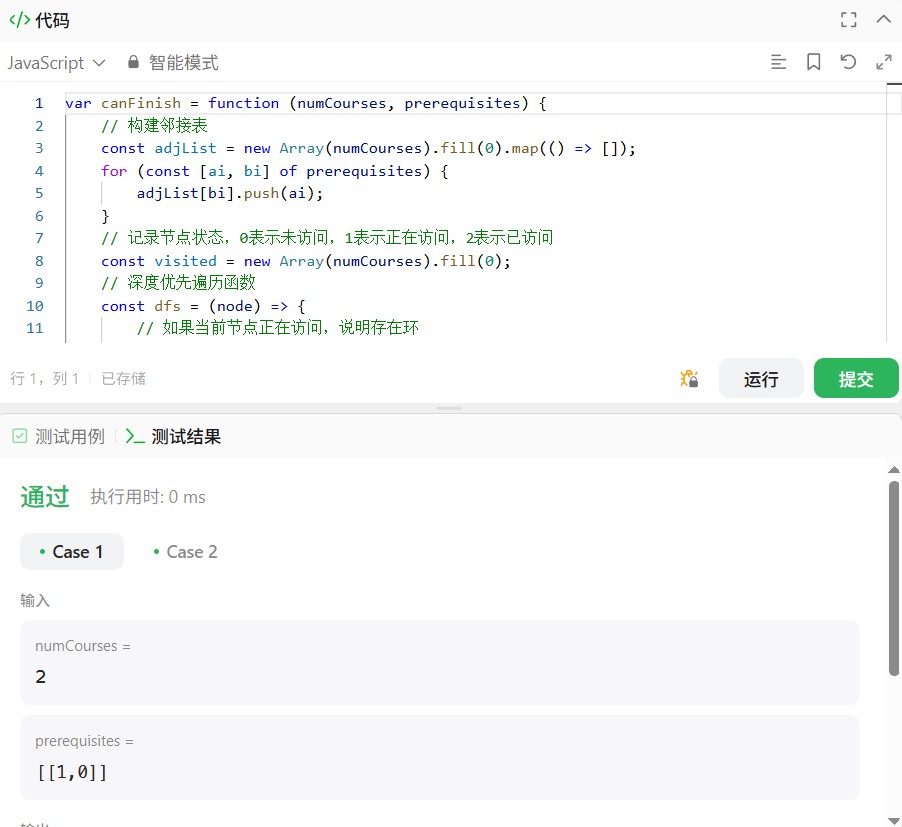 </> 代码
JavaScript 智能模式
1 var canFinish = function (numCourses, prerequisites) {
2 // 构建邻接表
3 const adjList = new Array(numCourses).fill(0).map(() => []);
4 for (const [ai, bi] of prerequisites) {
5 adjList[bi].push(ai);
6 }
7 // 记录节点状态，0表示未访问，1表示正在访问，2表示已访问
8 const visited = new Array(numCourses).fill(0);
9 // 深度优先遍历函数
10 const dfs = (node) => {
11 // 如果当前节点正在访问，说明存在环
行 1，列 1 已存储 运行 提交
测试用例 >_ 测试结果
通过 执行用时: 0 ms
• Case 1 • Case 2
输入
numCourses =
2
prerequisites =
[[1,0]]